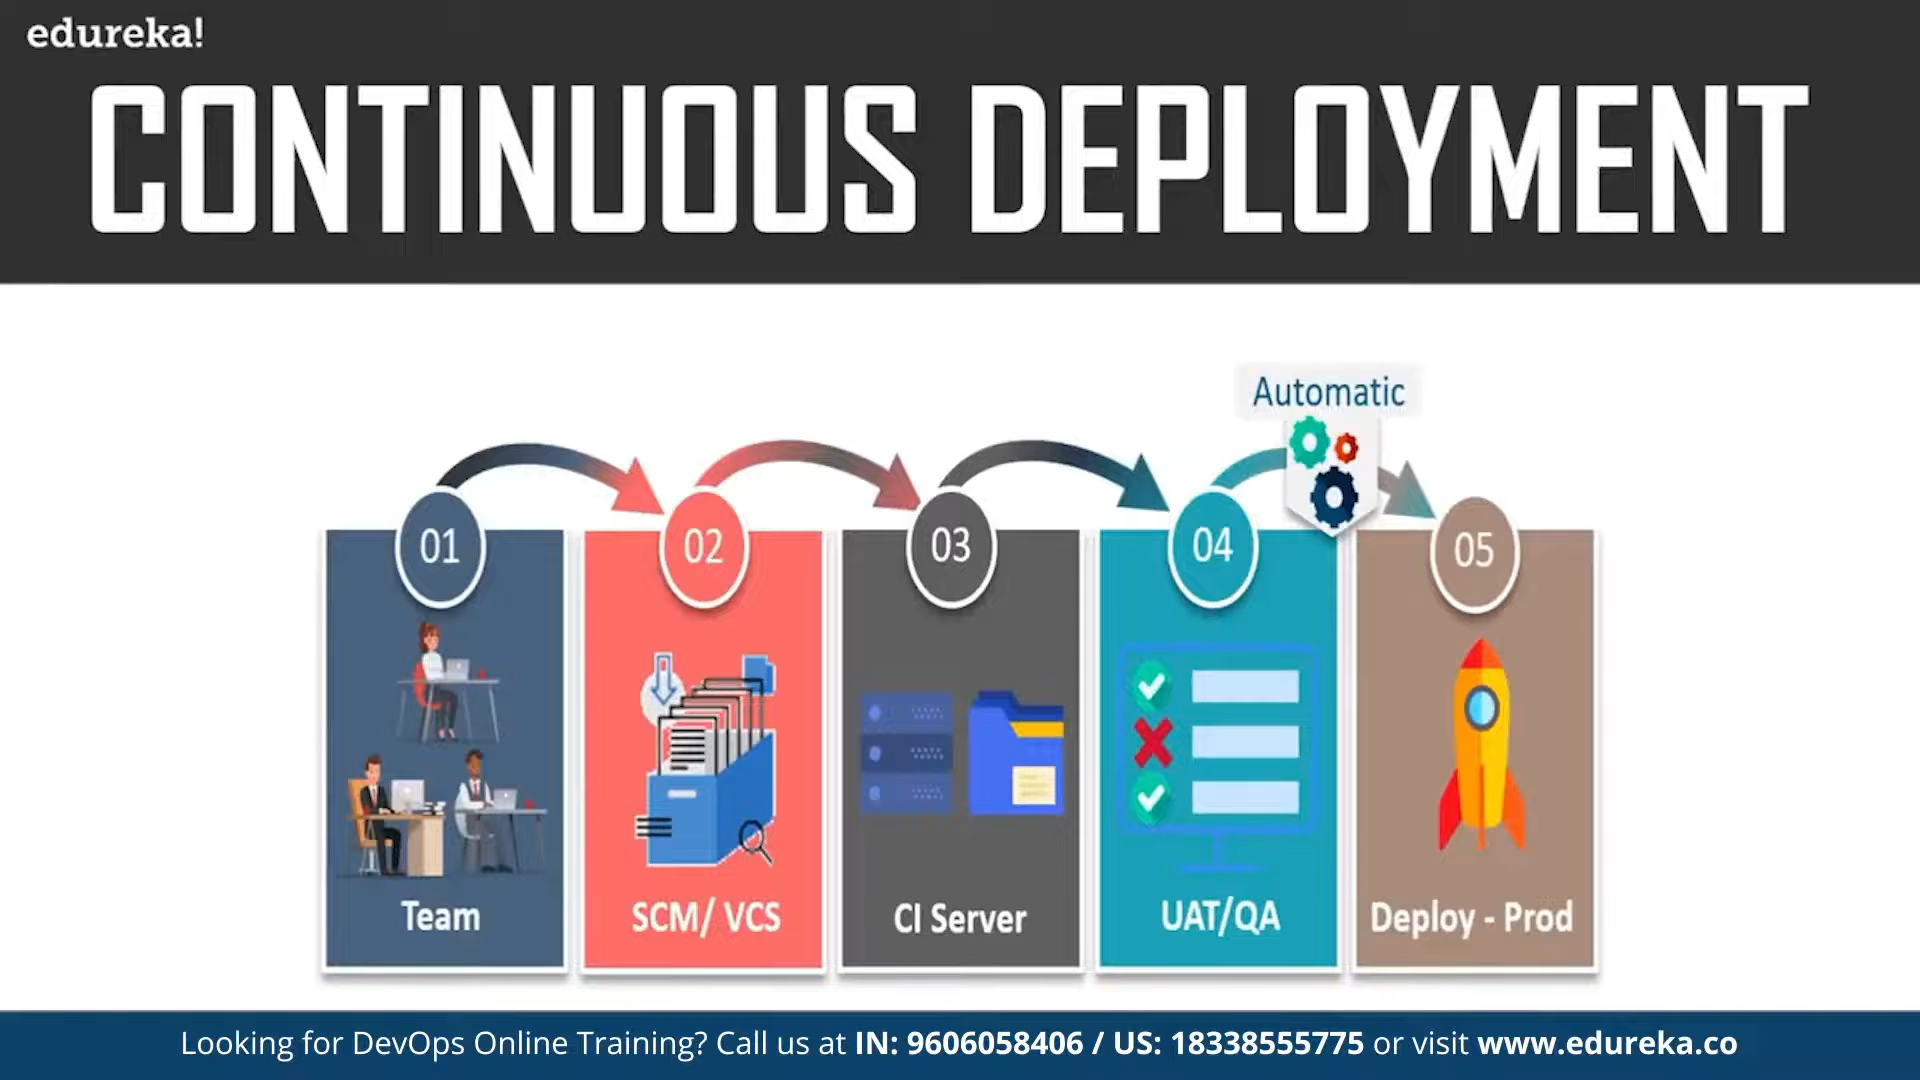 edureka!
CONTINUOUS DEPLOYMENT
Automatic
01
02
03
04
05
Team
SCM/ VCS
CI Server
UAT/QA
Deploy - Prod
Looking for DevOps Online Training? Call us at IN: 9606058406 / US: 18338555775 or visit www.edureka.co